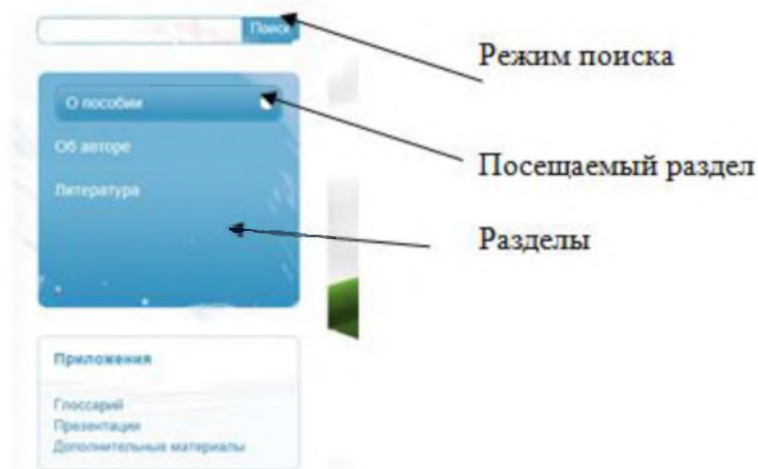 Поиск
Режим поиска
О пособии
Посещаемый раздел
Об авторе
Литература
Разделы
Приложения
Глоссарий
Презентации
Дополнительные материалы